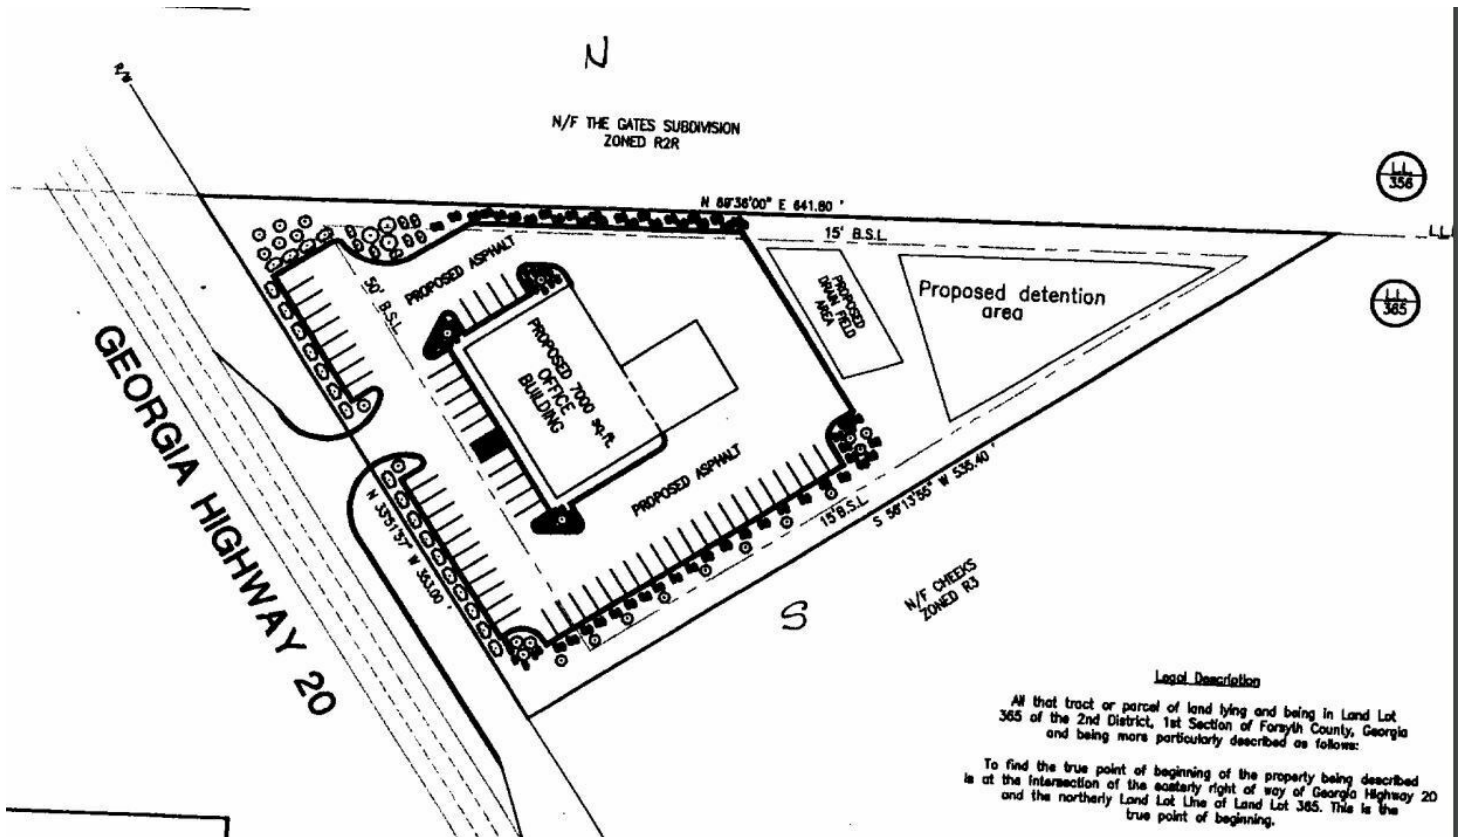 N
R/W
N/F THE GATES SUBDIVISION
ZONED R2R
LL
356
N 89°36'00" E 641.60 '
15' B.S.L.
LL
LL
365
PROPOSED ASPHALT
50' B.S.L.
PROPOSED
DRAIN FIELD
AREA
Proposed detention
area
PROPOSED 7000 sq.ft.
OFFICE
BUILDING
GEORGIA HIGHWAY 20
PROPOSED ASPHALT
N 33°51'57" W 353.00 '
15' B.S.L.
S 56°13'55" W 535.40 '
N/F CHEEKS
ZONED R3
S
Legal Description
All that tract or parcel of land lying and being in Land Lot
365 of the 2nd District, 1st Section of Forsyth County, Georgia
and being more particularly described as follows:
To find the true point of beginning of the property being described
is at the intersection of the easterly right of way of Georgia Highway 20
and the northerly Land Lot Line of Land Lot 365. This is the
true point of beginning.